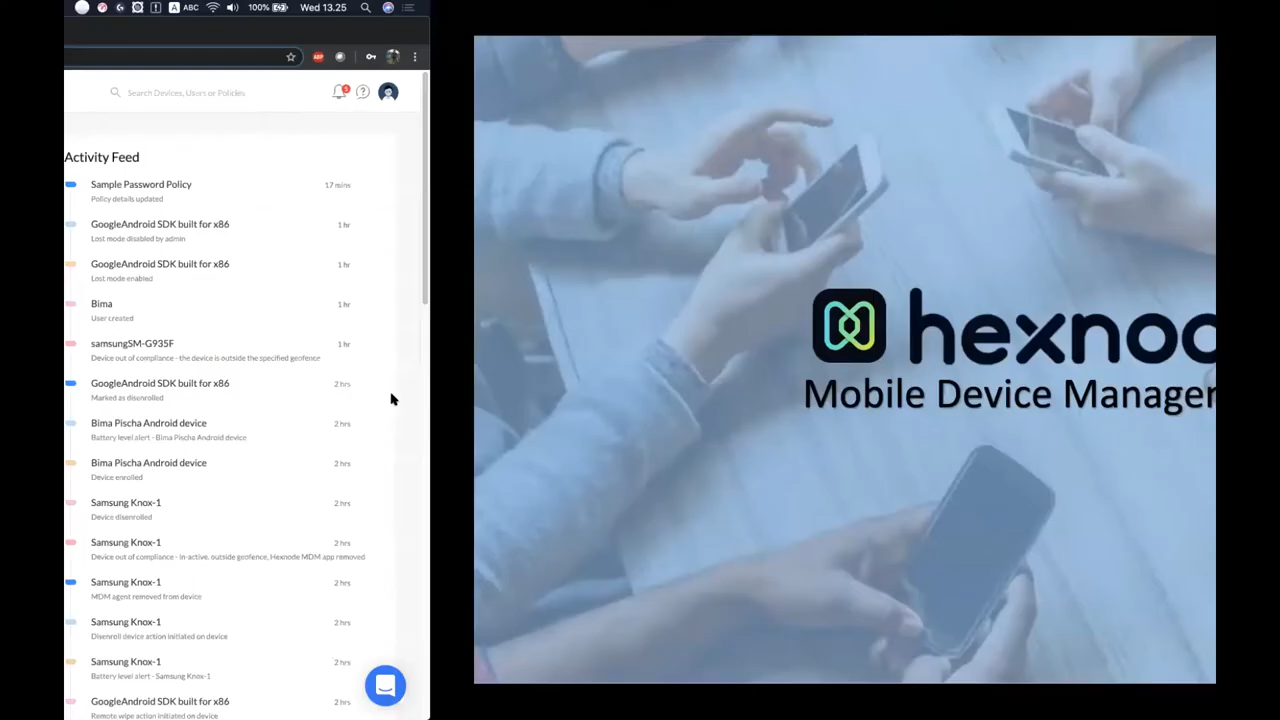 ABC
100%
Wed 13.25
ABP
Search Devices, Users or Policies
Activity Feed
Sample Password Policy
17 mins
Policy details updated
GoogleAndroid SDK built for x86
1 hr
Lost mode disabled by admin
GoogleAndroid SDK built for x86
1 hr
Lost mode enabled
Bima
1 hr
User created
samsungSM-G935F
1 hr
Device out of compliance - the device is outside the specified geofence
GoogleAndroid SDK built for x86
2 hrs
Marked as disenrolled
Bima Pischa Android device
2 hrs
Battery level alert - Bima Pischa Android device
Bima Pischa Android device
2 hrs
Device enrolled
Samsung Knox-1
2 hrs
Device disenrolled
Samsung Knox-1
2 hrs
Device out of compliance - in-active, outside geofence, Hexnode MDM app removed
Samsung Knox-1
2 hrs
MDM agent removed from device
Samsung Knox-1
2 hrs
Disenroll device action initiated on device
Samsung Knox-1
2 hrs
Battery level alert - Samsung Knox-1
GoogleAndroid SDK built for x86
2 hrs
Remote wipe action initiated on device
hexnod
Mobile Device Manager